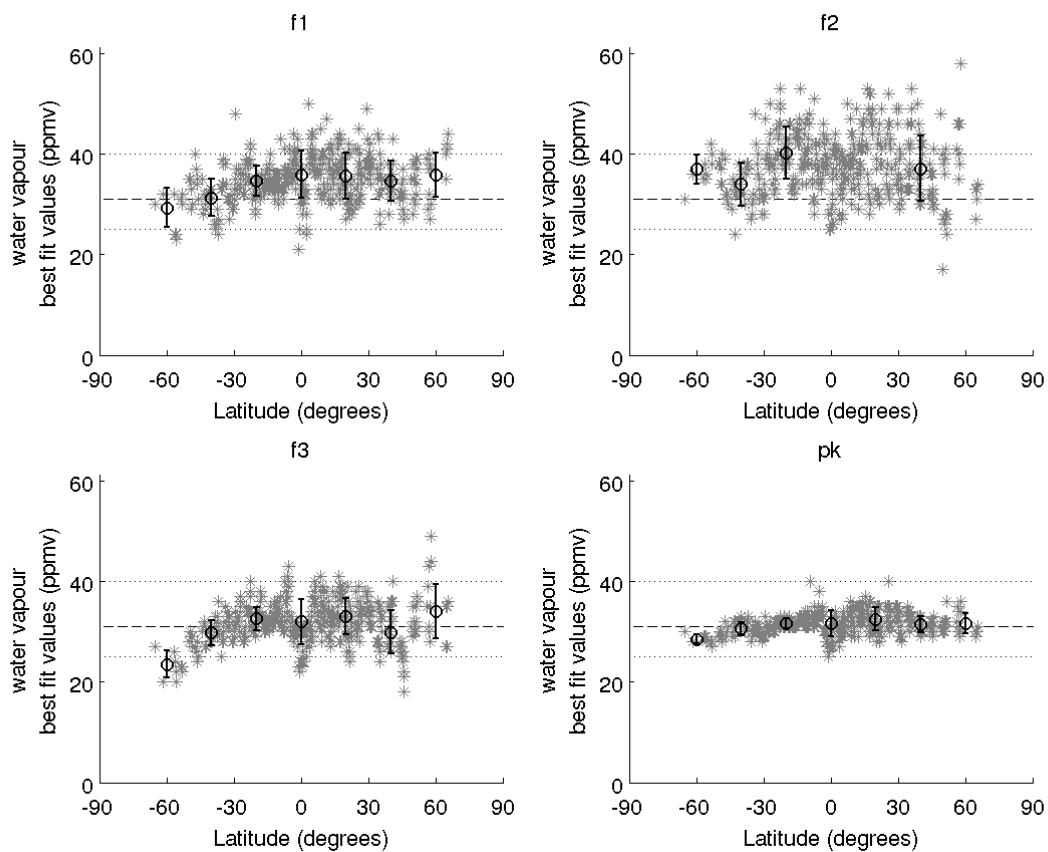 f1
60
40
20
0
water vapour
best fit values (ppmv)
-90 -60 -30 0 30 60 90
Latitude (degrees)
f2
60
40
20
0
water vapour
best fit values (ppmv)
-90 -60 -30 0 30 60 90
Latitude (degrees)
f3
60
40
20
0
water vapour
best fit values (ppmv)
-90 -60 -30 0 30 60 90
Latitude (degrees)
pk
60
40
20
0
water vapour
best fit values (ppmv)
-90 -60 -30 0 30 60 90
Latitude (degrees)